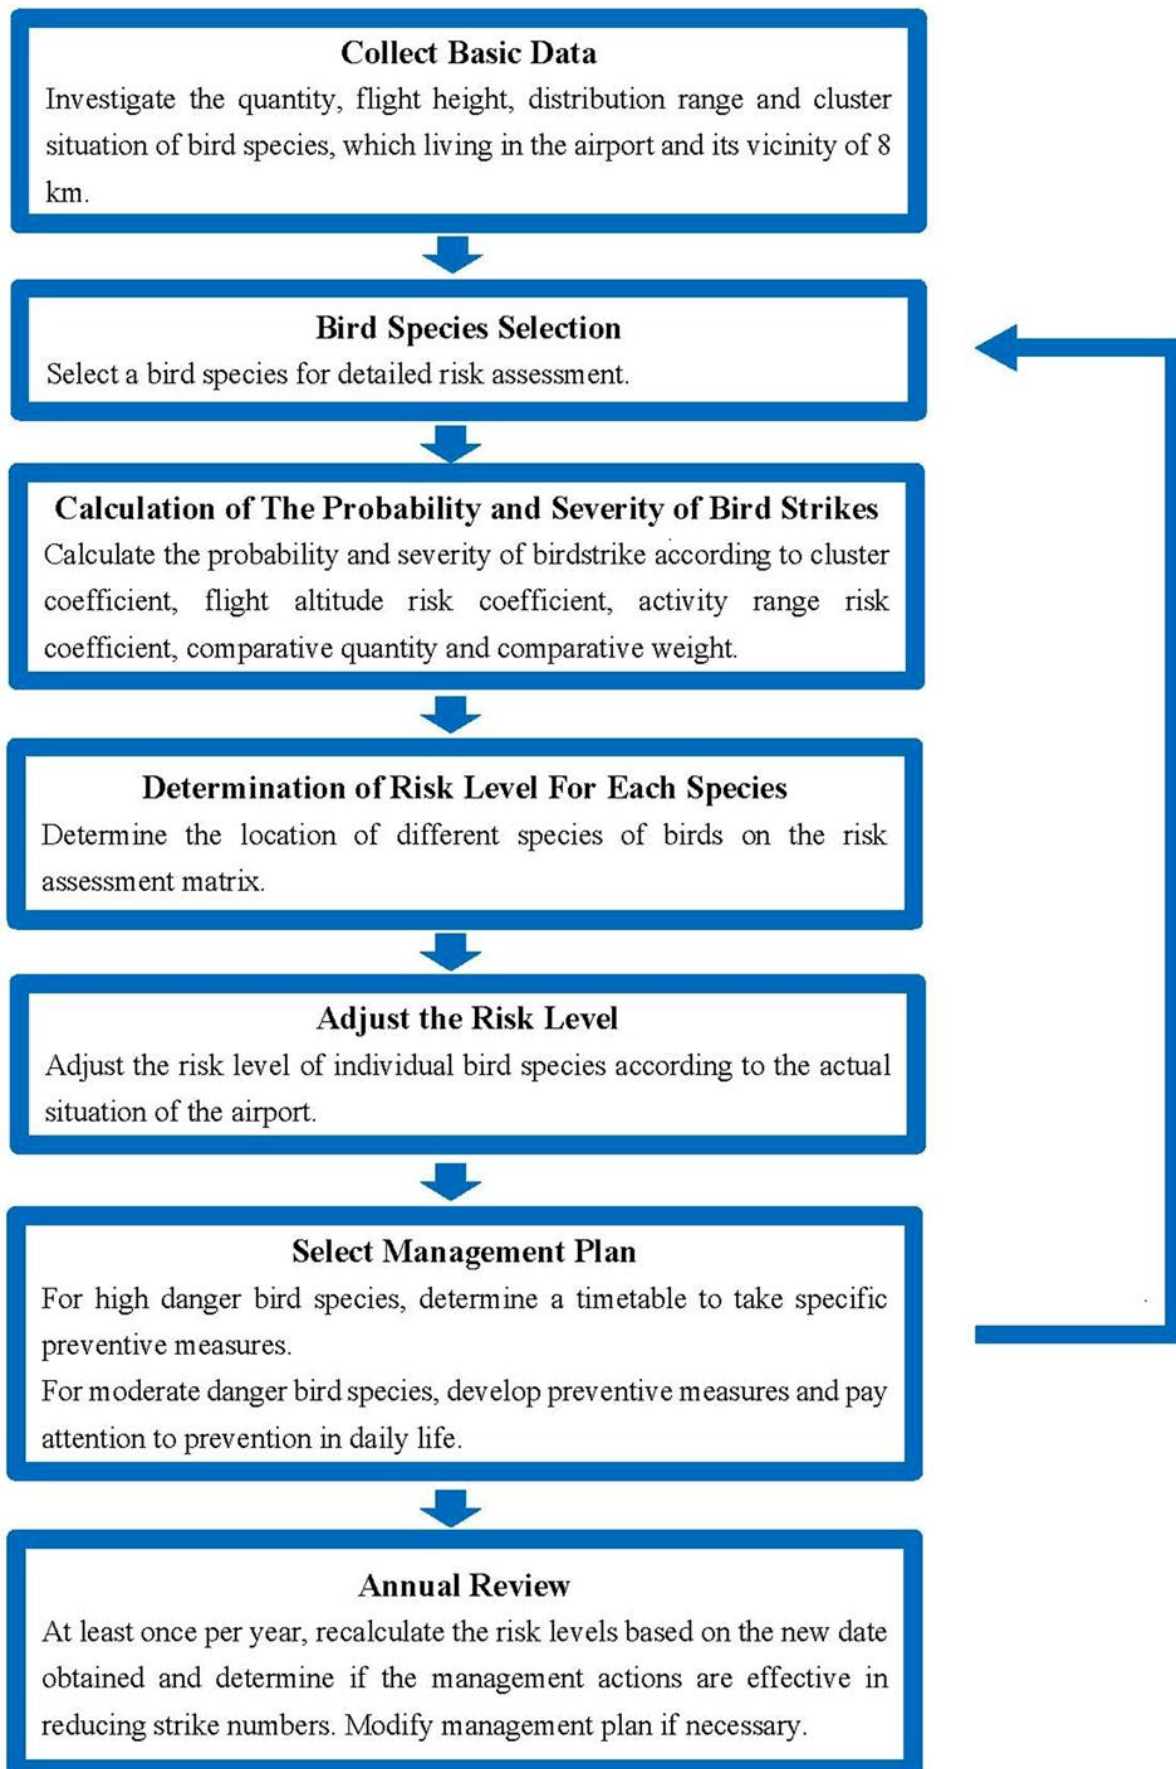 Collect Basic Data
Investigate the quantity, flight height, distribution range and cluster
situation of bird species, which living in the airport and its vicinity of 8
km.
Bird Species Selection
Select a bird species for detailed risk assessment.
Calculation of The Probability and Severity of Bird Strikes
Calculate the probability and severity of birdstrike according to cluster
coefficient, flight altitude risk coefficient, activity range risk
coefficient, comparative quantity and comparative weight.
Determination of Risk Level For Each Species
Determine the location of different species of birds on the risk
assessment matrix.
Adjust the Risk Level
Adjust the risk level of individual bird species according to the actual
situation of the airport.
Select Management Plan
For high danger bird species, determine a timetable to take specific
preventive measures.
For moderate danger bird species, develop preventive measures and pay
attention to prevention in daily life.
Annual Review
At least once per year, recalculate the risk levels based on the new date
obtained and determine if the management actions are effective in
reducing strike numbers. Modify management plan if necessary.